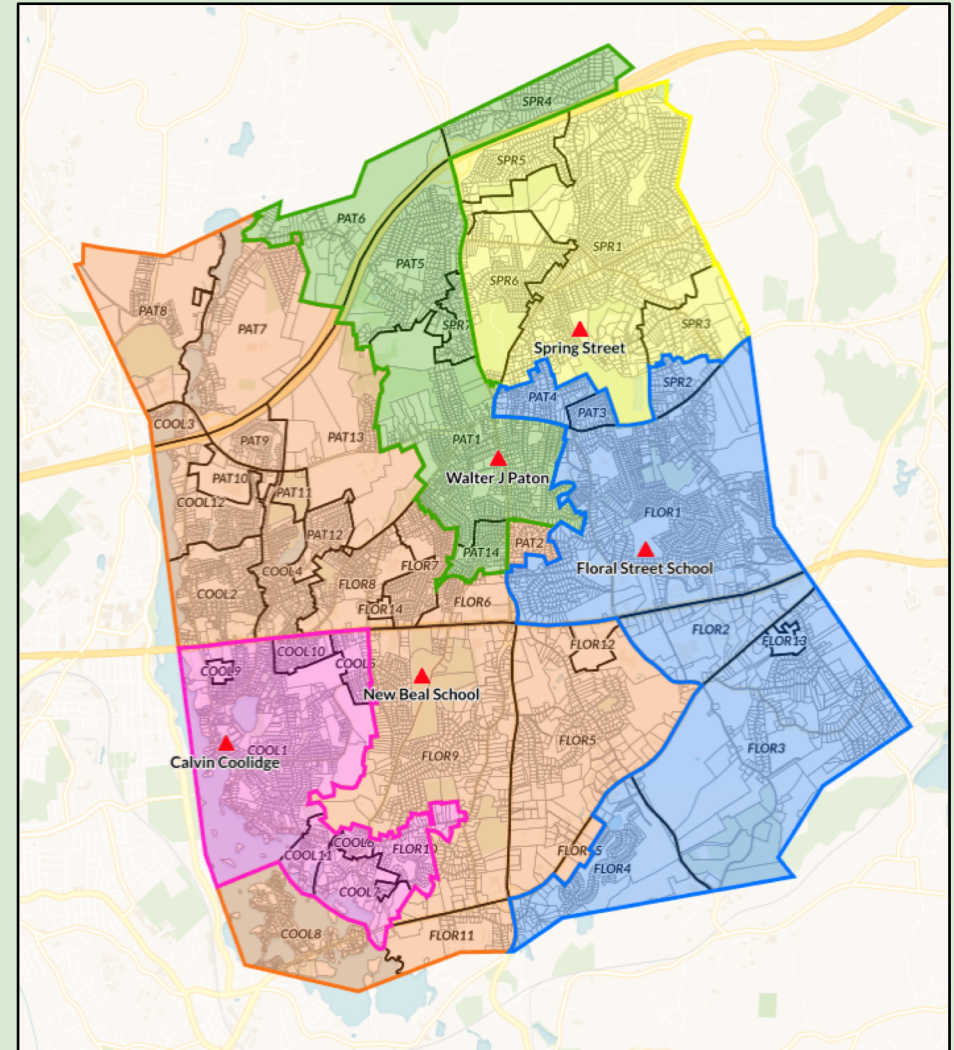 SPR4
SPR5
PAT6
SPR1
PAT5
SPR6
PAT8
PAT7
SPR7
SPR3
Spring Street
SPR2
PAT4
PAT3
COOL3
PAT9
PAT13
PAT1
PAT10
Walter J Paton
PAT11
COOL12
FLOR1
PAT12
PAT2
PAT14
FLOR7
Floral Street School
COOL4
FLOR8
COOL2
FLOR14
FLOR6
FLOR2
FLOR13
FLOR12
COOL10
COOL5
COOL9
New Beal School
FLOR5
FLOR3
COOL1
FLOR9
Calvin Coolidge
COOL6
FLOR10
COOL11
FLOR15
FLOR4
COOL7
COOL8
FLOR11